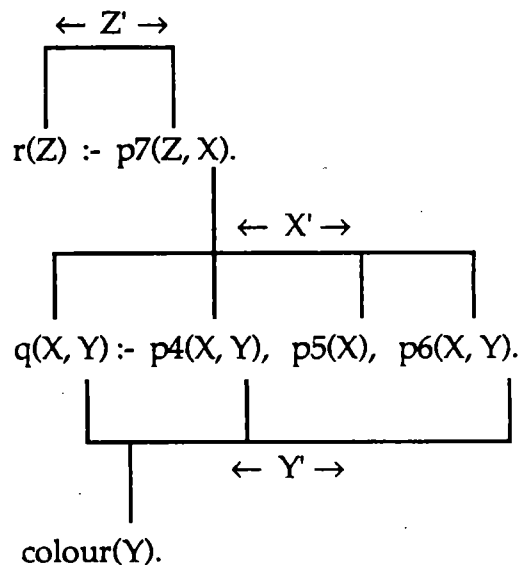 ← Z' →
r(Z) :- p7(Z, X).
← X' →
q(X, Y) :- p4(X, Y), p5(X), p6(X, Y).
← Y' →
colour(Y).